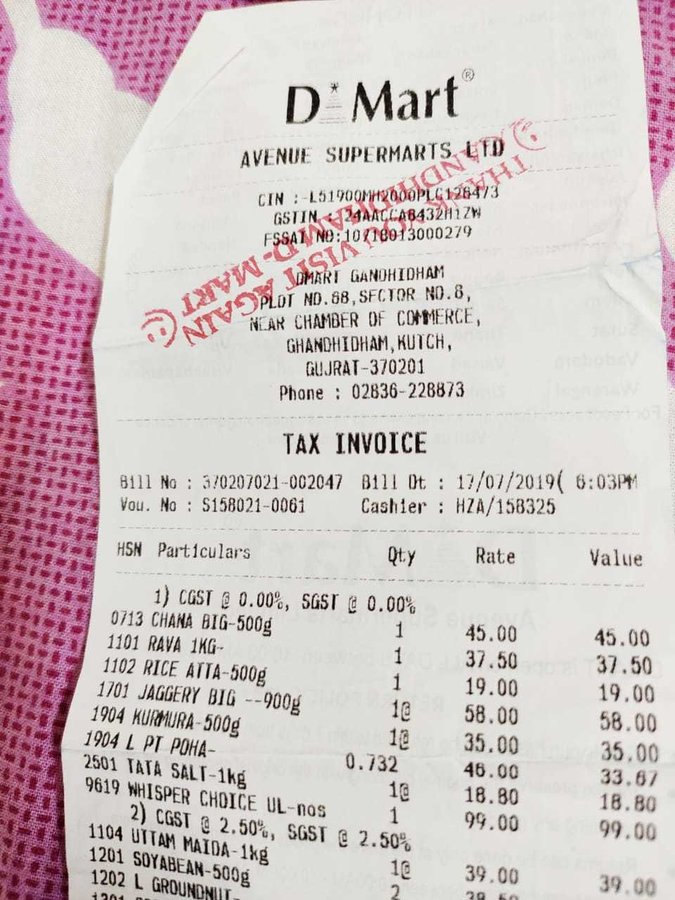 D Mart®
AVENUE SUPERMARTS LTD
CIN :-L51900MH2000PLC126473
GSTIN : 24AACCA8432H1ZW
FSSAI NO:10718013000279
THANK YOU VISIT AGAIN
GANDHIDHAM D-MART
DMART GANDHIDHAM
PLOT NO.88,SECTOR NO.8,
NEAR CHAMBER OF COMMERCE,
GHANDHIDHAM,KUTCH,
GUJRAT-370201
Phone : 02836-228873
TAX INVOICE
Bill No : 370207021-002047 Bill Dt : 17/07/2019( 6:03PM
Vou. No : S158021-0061 Cashier : HZA/158325
HSN Particulars Qty Rate Value
1) CGST @ 0.00%, SGST @ 0.00%
0713 CHANA BIG-500g 1 45.00 45.00
1101 RAVA 1KG- 1 37.50 37.50
1102 RICE ATTA-500g 1 19.00 19.00
1701 JAGGERY BIG --900g 1@ 58.00 58.00
1904 KURMURA-500g 1@ 35.00 35.00
1904 L PT POHA- 0.732 46.00 33.67
2501 TATA SALT-1kg 1@ 18.80 18.80
9619 WHISPER CHOICE UL-nos 1 99.00 99.00
2) CGST @ 2.50%, SGST @ 2.50%
1104 UTTAM MAIDA-1kg 1@ 39.00 39.00
1201 SOYABEAN-500g 2
1202 L GROUNDNUT-